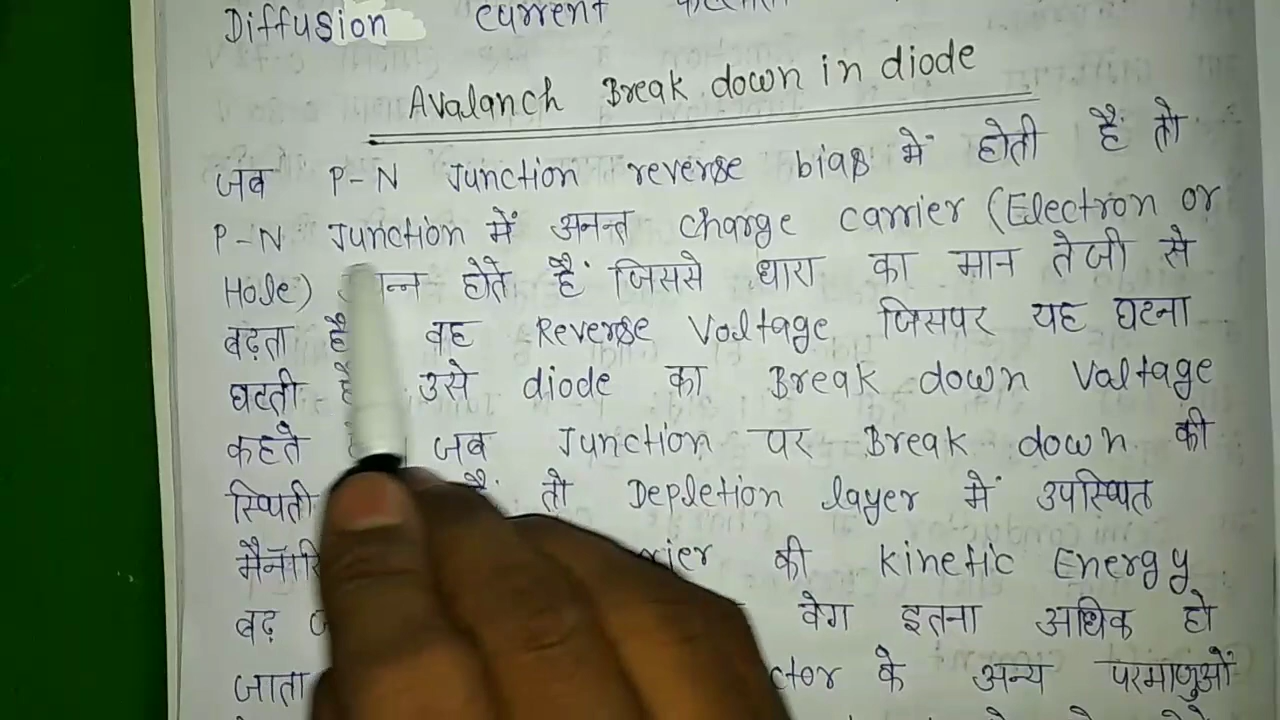 Diffusion current
Avalanch Break down in diode
जब P-N Junction reverse bias में होती हैं तो
P-N Junction में अनन्त charge carrier (Electron or
Hole) होते हैं जिससे धारा का मान तेजी से
बढ़ता है वह Reverse Voltage जिसपर यह घटना
घटती उसे diode का Break down Valtage
कहते जब Junction पर Break down की
स्थिती तो Depletion layer में उपस्थित
की Kinetic Energy
बढ़ वेग इतना अधिक हो
जाता के अन्य परमाणुओं